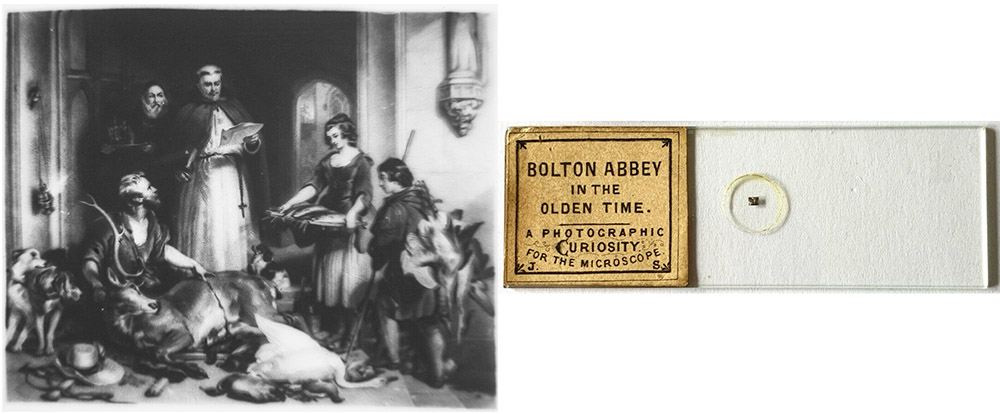 BOLTON ABBEY
IN THE
OLDEN TIME.
A PHOTOGRAPHIC
CURIOSITY
FOR THE MICROSCOPE.
J. S.